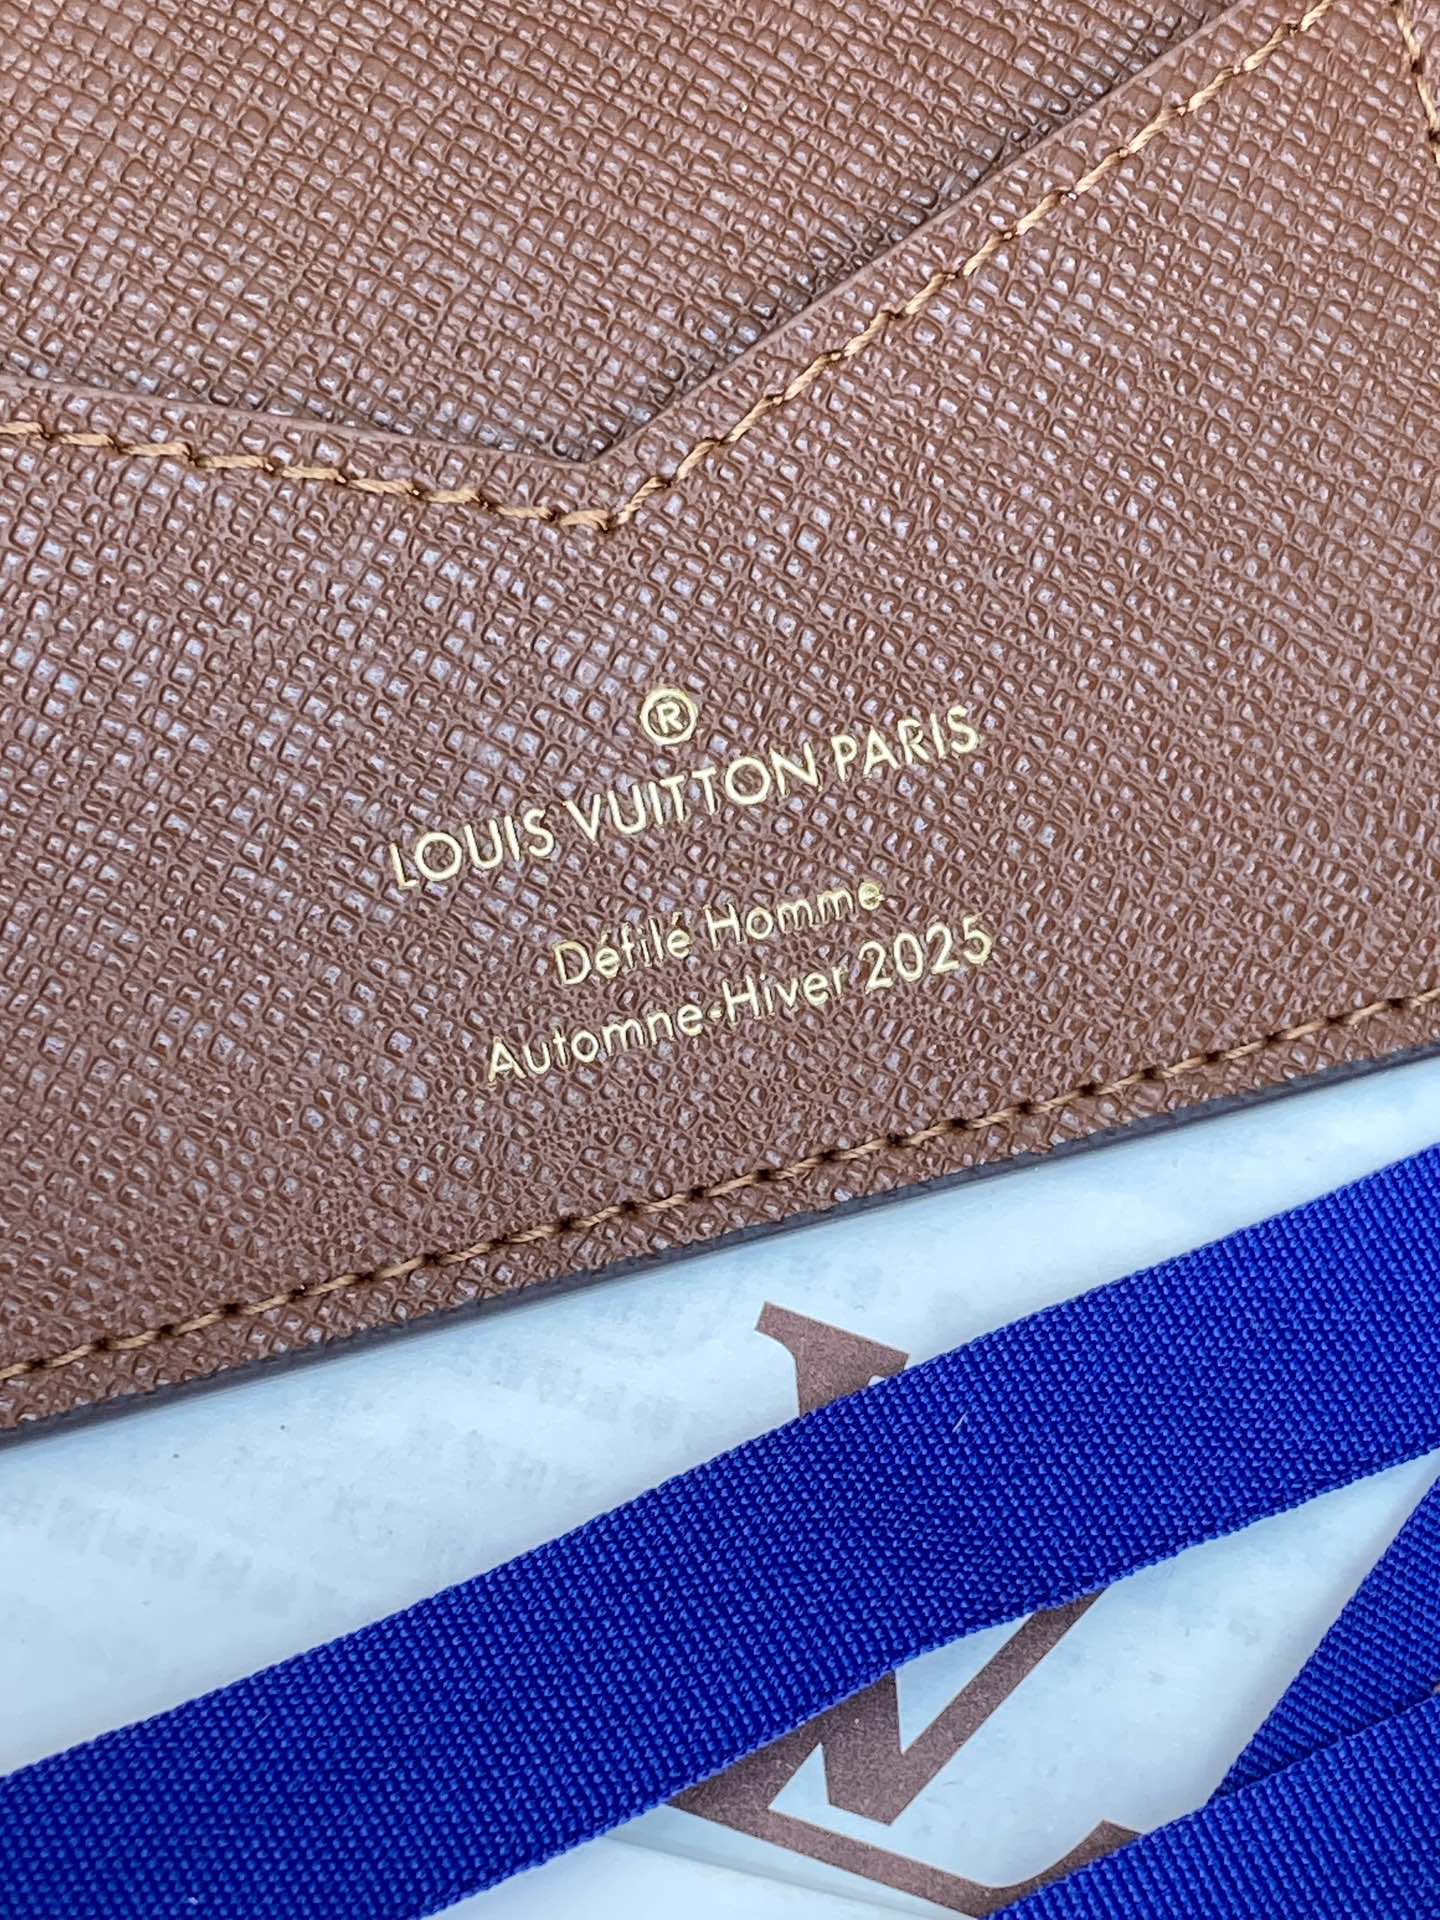 ®
LOUIS VUITTON PARIS
Défilé Homme
Automne-Hiver 2025